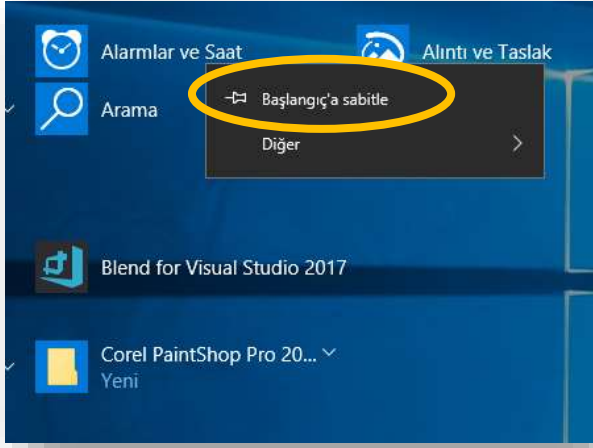 Alarmlar ve Saat
Alıntı ve Taslak
Arama
Başlangıç'a sabitle
Diğer
Blend for Visual Studio 2017
Corel PaintShop Pro 20...
Yeni